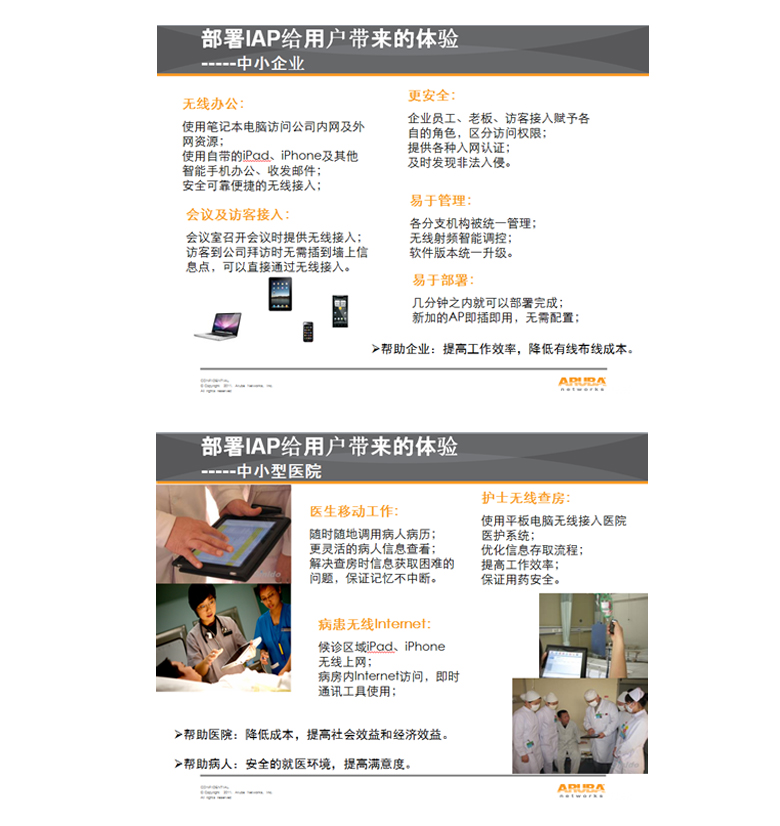 部署IAP给用户带来的体验
-----中小企业
无线办公：
使用笔记本电脑访问公司内网及外
网资源；
使用自带的iPad、iPhone及其他
智能手机办公、收发邮件；
安全可靠便捷的无线接入；
会议及访客接入：
会议室召开会议时提供无线接入；
访客到公司拜访时无需插到墙上信
息点，可以直接通过无线接入。
更安全：
企业员工、老板、访客接入赋予各
自的角色，区分访问权限；
提供各种入网认证；
及时发现非法入侵。
易于管理：
各分支机构被统一管理；
无线射频智能调控；
软件版本统一升级。
易于部署：
几分钟之内就可以部署完成；
新加的AP即插即用，无需配置；
➢帮助企业：提高工作效率，降低有线布线成本。
CONFIDENTIAL
© Copyright 2011. Aruba Networks, Inc.
All rights reserved
ARUBA
networks
部署IAP给用户带来的体验
-----中小型医院
医生移动工作：
随时随地调用病人病历；
更灵活的病人信息查看；
解决查房时信息获取困难的
问题，保证记忆不中断。
护士无线查房：
使用平板电脑无线接入医院
医护系统；
优化信息存取流程；
提高工作效率；
保证用药安全。
病患无线Internet：
候诊区域iPad、iPhone
无线上网；
病房内Internet访问，即时
通讯工具使用；
➢帮助医院：降低成本，提高社会效益和经济效益。
➢帮助病人：安全的就医环境，提高满意度。
CONFIDENTIAL
© Copyright 2011. Aruba Networks, Inc.
All rights reserved
ARUBA
networks